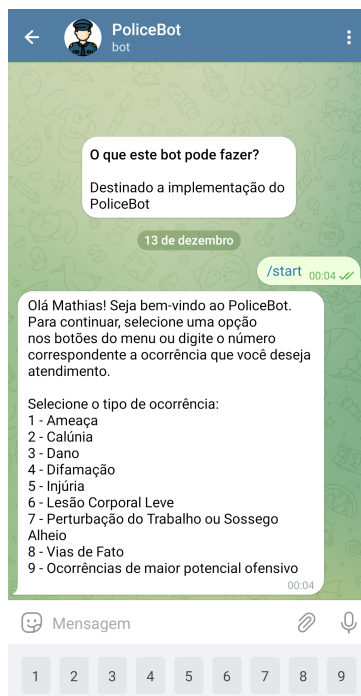 PoliceBot
bot
O que este bot pode fazer?
Destinado a implementação do
PoliceBot
13 de dezembro
/start 00:04
Olá Mathias! Seja bem-vindo ao PoliceBot.
Para continuar, selecione uma opção
nos botões do menu ou digite o número
correspondente a ocorrência que você deseja
atendimento.
Selecione o tipo de ocorrência:
1 - Ameaça
2 - Calúnia
3 - Dano
4 - Difamação
5 - Injúria
6 - Lesão Corporal Leve
7 - Perturbação do Trabalho ou Sossego
Alheio
8 - Vias de Fato
9 - Ocorrências de maior potencial ofensivo
00:04
Mensagem
1 2 3 4 5 6 7 8 9